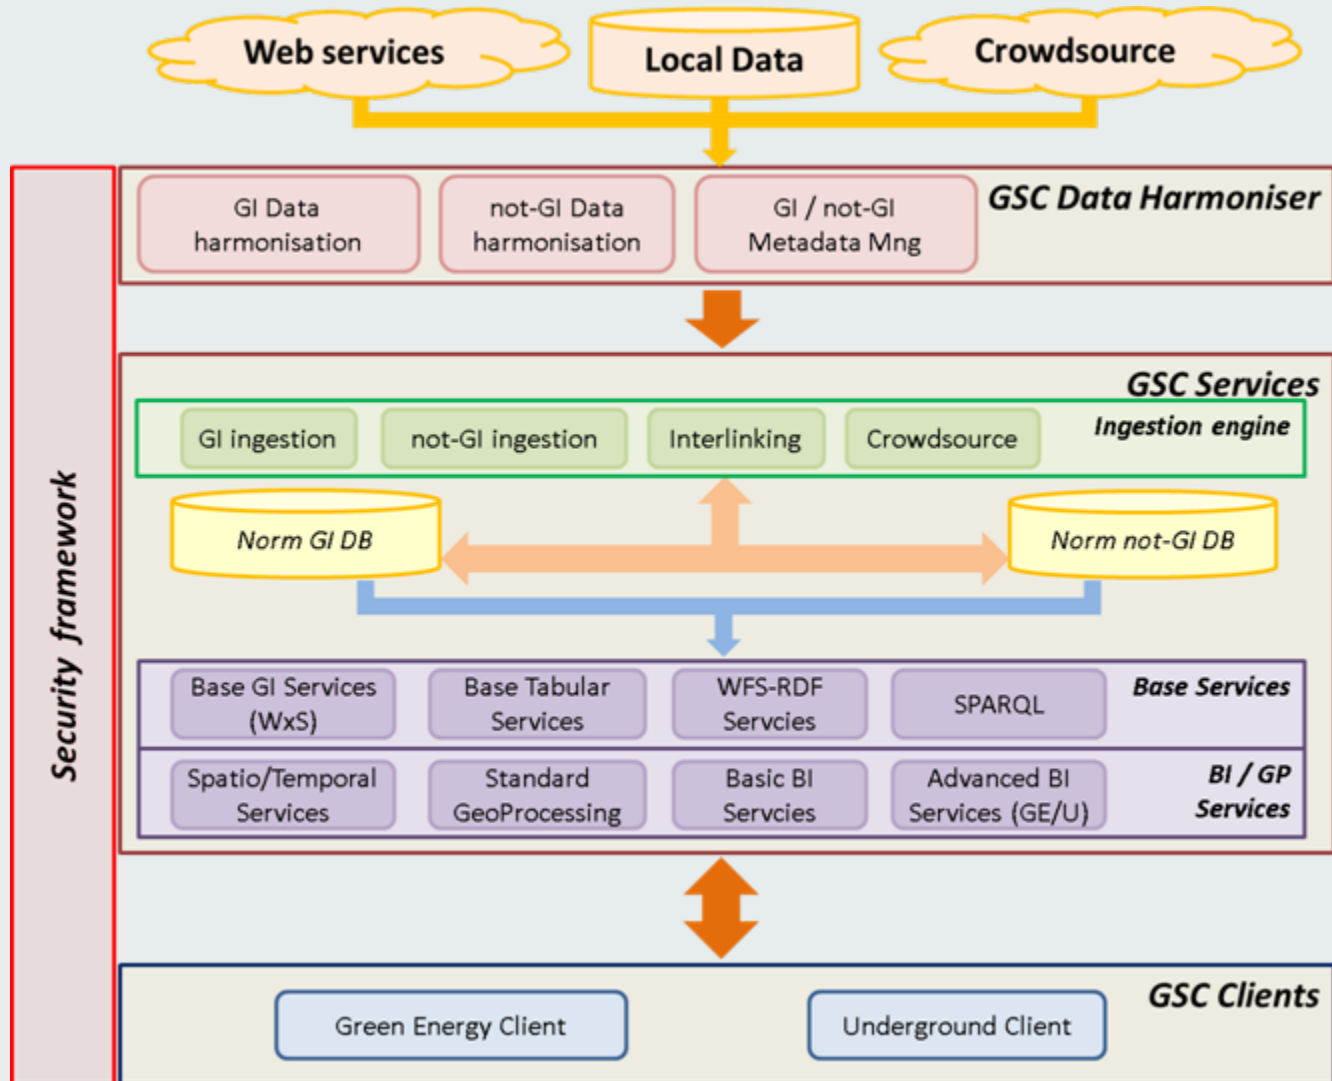 Web services
Local Data
Crowdsource
GSC Data Harmoniser
GI Data
harmonisation
not-GI Data
harmonisation
GI / not-GI
Metadata Mng
Security framework
GSC Services
Ingestion engine
GI ingestion
not-GI ingestion
Interlinking
Crowdsource
Norm GI DB
Norm not-GI DB
Base Services
Base GI Services
(WxS)
Base Tabular
Services
WFS-RDF
Servcies
SPARQL
BI / GP
Services
Spatio/Temporal
Services
Standard
GeoProcessing
Basic BI
Servcies
Advanced BI
Services (GE/U)
GSC Clients
Green Energy Client
Underground Client